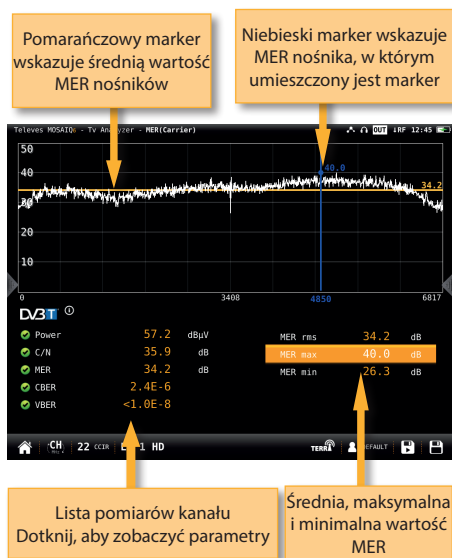 Pomarańczowy marker
wskazuje średnią wartość
MER nośników
Niebieski marker wskazuje
MER nośnika, w którym
umieszczony jest marker
Televes MOSAIQ6 - Tv Analyzer - MER(Carrier)
OUT ↓RF 12:45
50
40
30
20
10
40.0
34.2
0
3408
4850
6817
DVB T
Power 57.2 dBµV
C/N 35.9 dB
MER 34.2 dB
CBER 2.4E-6
VBER <1.0E-8
MER rms 34.2 dB
MER max 40.0 dB
MER min 26.3 dB
CH 22 CCIR 1 HD TERR DEFAULT
Lista pomiarów kanału
Dotknij, aby zobaczyć parametry
Średnia, maksymalna
i minimalna wartość
MER